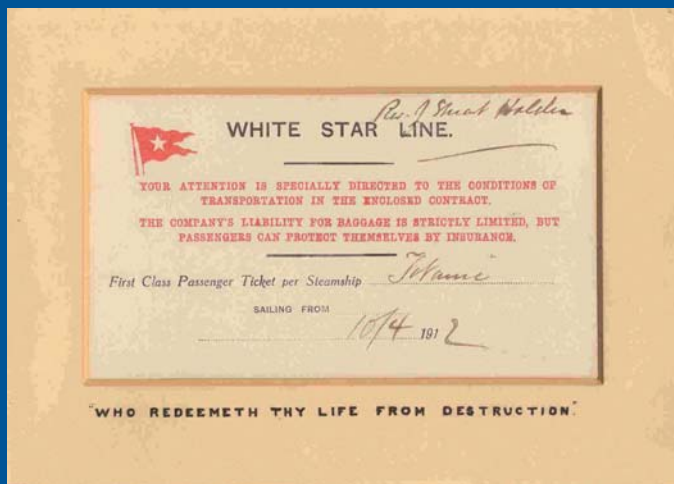 Rev. J Stuart Holden
WHITE STAR LINE.
YOUR ATTENTION IS SPECIALLY DIRECTED TO THE CONDITIONS OF
TRANSPORTATION IN THE ENCLOSED CONTRACT.
THE COMPANY'S LIABILITY FOR BAGGAGE IS STRICTLY LIMITED, BUT
PASSENGERS CAN PROTECT THEMSELVES BY INSURANCE.
First Class Passenger Ticket per Steamship Titanic
SAILING FROM
10/4 1912
"WHO REDEEMETH THY LIFE FROM DESTRUCTION."